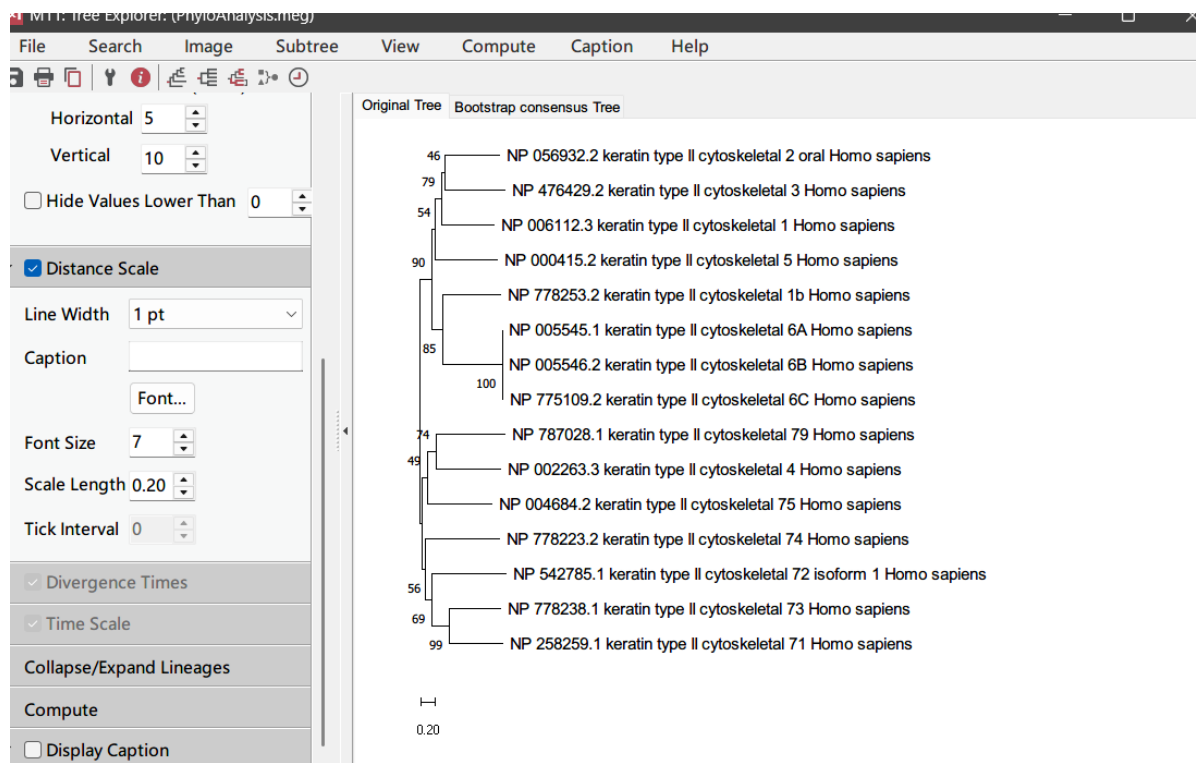 M11: Tree Explorer: (PhyloAnalysis.meg)
File Search Image Subtree View Compute Caption Help
Horizontal 5
Vertical 10
Hide Values Lower Than 0
Distance Scale
Line Width 1 pt
Caption
Font...
Font Size 7
Scale Length 0.20
Tick Interval 0
Divergence Times
Time Scale
Collapse/Expand Lineages
Compute
Display Caption
Original Tree Bootstrap consensus Tree
46 NP 056932.2 keratin type II cytoskeletal 2 oral Homo sapiens
79 NP 476429.2 keratin type II cytoskeletal 3 Homo sapiens
54 NP 006112.3 keratin type II cytoskeletal 1 Homo sapiens
90 NP 000415.2 keratin type II cytoskeletal 5 Homo sapiens
NP 778253.2 keratin type II cytoskeletal 1b Homo sapiens
NP 005545.1 keratin type II cytoskeletal 6A Homo sapiens
85 NP 005546.2 keratin type II cytoskeletal 6B Homo sapiens
100 NP 775109.2 keratin type II cytoskeletal 6C Homo sapiens
74 NP 787028.1 keratin type II cytoskeletal 79 Homo sapiens
49 NP 002263.3 keratin type II cytoskeletal 4 Homo sapiens
NP 004684.2 keratin type II cytoskeletal 75 Homo sapiens
NP 778223.2 keratin type II cytoskeletal 74 Homo sapiens
56 NP 542785.1 keratin type II cytoskeletal 72 isoform 1 Homo sapiens
69 NP 778238.1 keratin type II cytoskeletal 73 Homo sapiens
99 NP 258259.1 keratin type II cytoskeletal 71 Homo sapiens
0.20